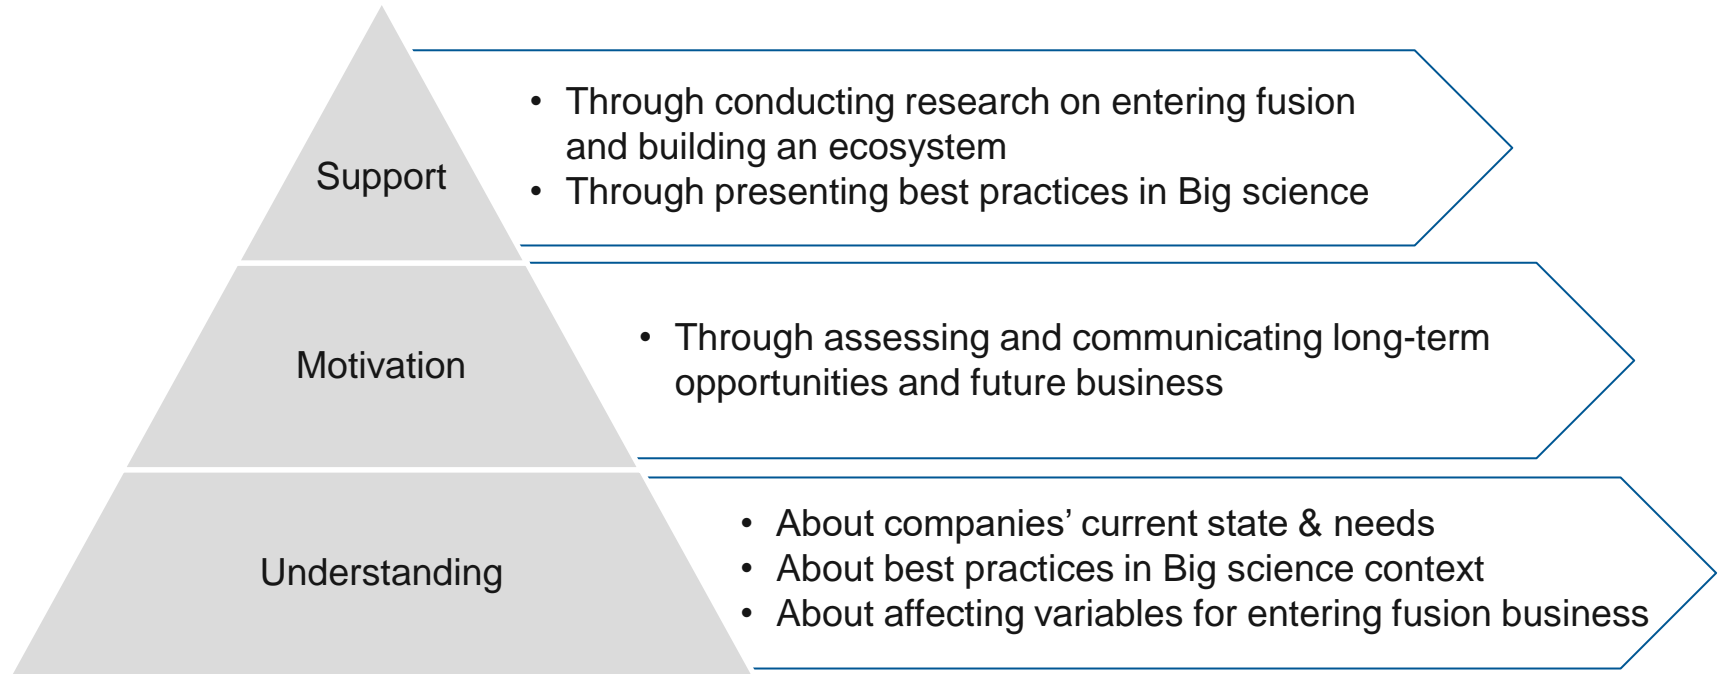 Support
• Through conducting research on entering fusion
and building an ecosystem
• Through presenting best practices in Big science
Motivation
• Through assessing and communicating long-term
opportunities and future business
Understanding
• About companies’ current state & needs
• About best practices in Big science context
• About affecting variables for entering fusion business